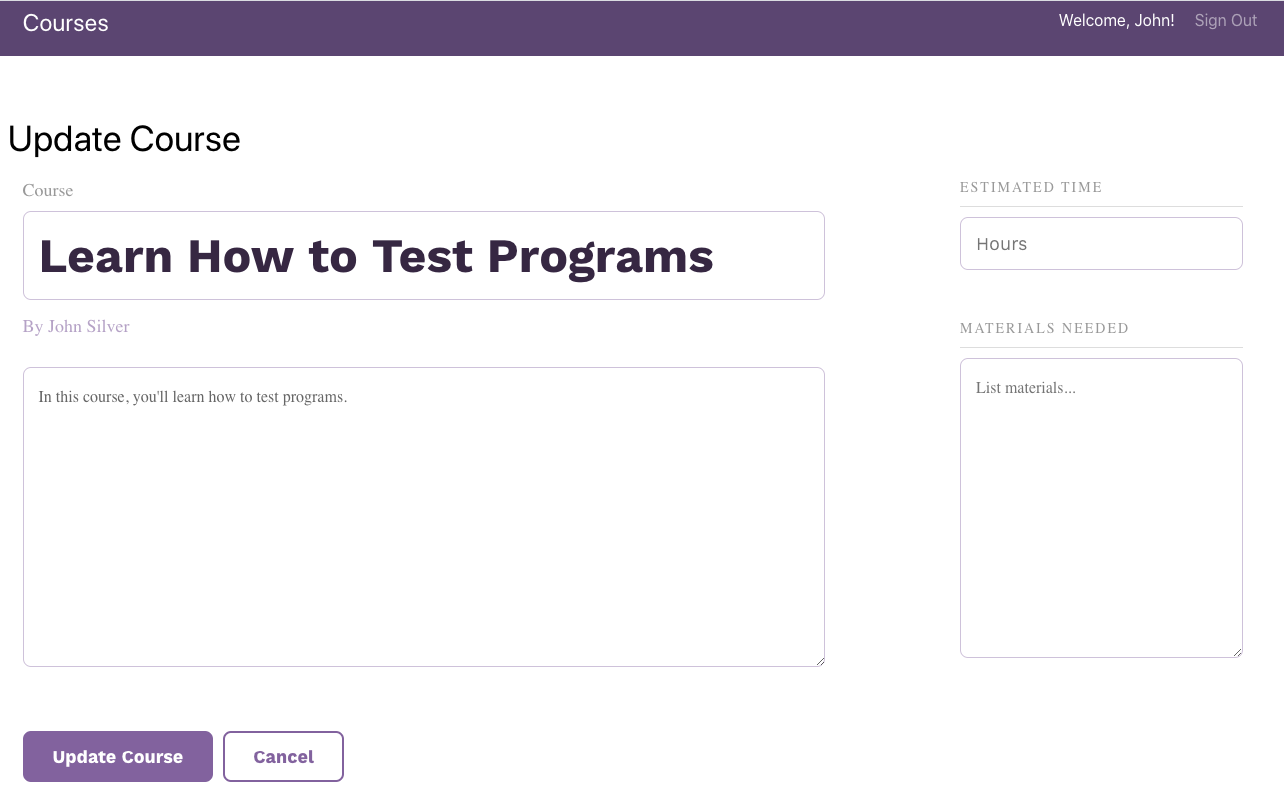 Courses
Welcome, John! Sign Out
Update Course
Course
Learn How to Test Programs
By John Silver
In this course, you'll learn how to test programs.
Update Course
Cancel
ESTIMATED TIME
Hours
MATERIALS NEEDED
List materials...